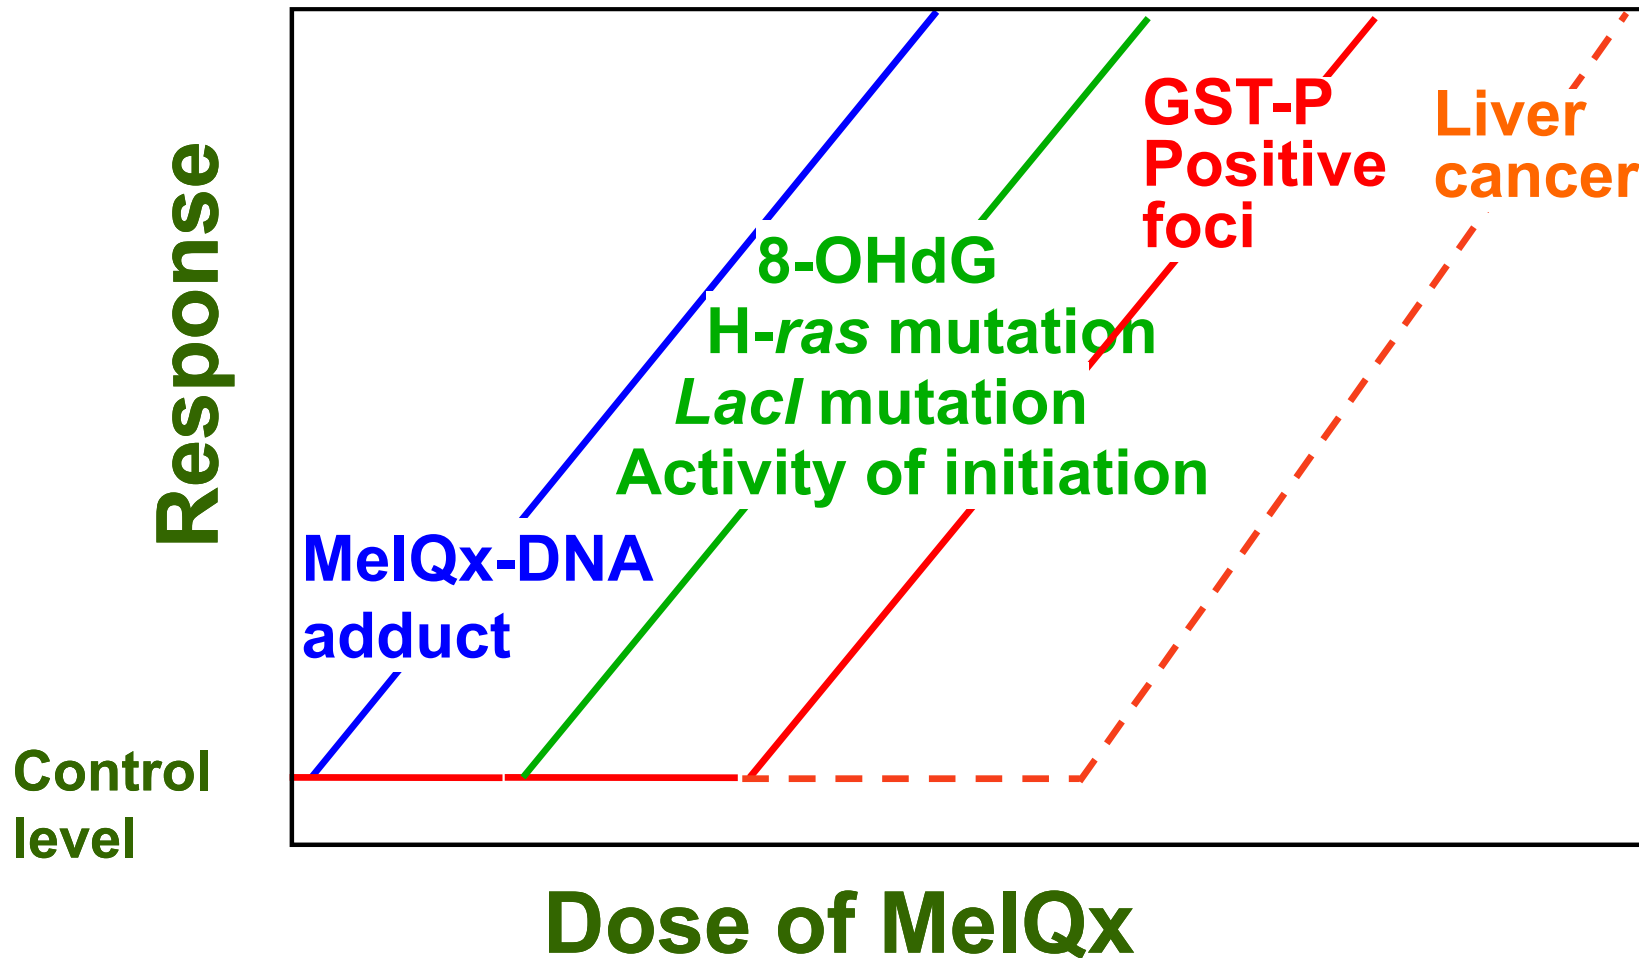 Response
GST-P
Positive
foci
Liver
cancer
8-OHdG
H-ras mutation
LacI mutation
Activity of initiation
MeIQx-DNA
adduct
Control
level
Dose of MeIQx